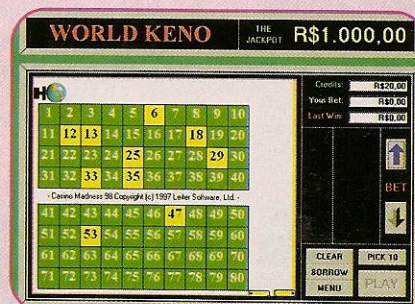 WORLD KENO
THE JACKPOT
R$1.000,00
HO
1 2 3 4 5 6 7 8 9 10
11 12 13 14 15 16 17 18 19 20
21 22 23 24 25 26 27 28 29 30
31 32 33 34 35 36 37 38 39 40
- Casino Madness 98 Copyright (c) 1997 Leiter Software, Ltd. -
41 42 43 44 45 46 47 48 49 50
51 52 53 54 55 56 57 58 59 60
61 62 63 64 65 66 67 68 69 70
71 72 73 74 75 76 77 78 79 80
Credits: R$20,00
Your Bet: R$0,00
Last Win: R$0,00
BET
CLEAR
PICK 10
BORROW
MENU
PLAY